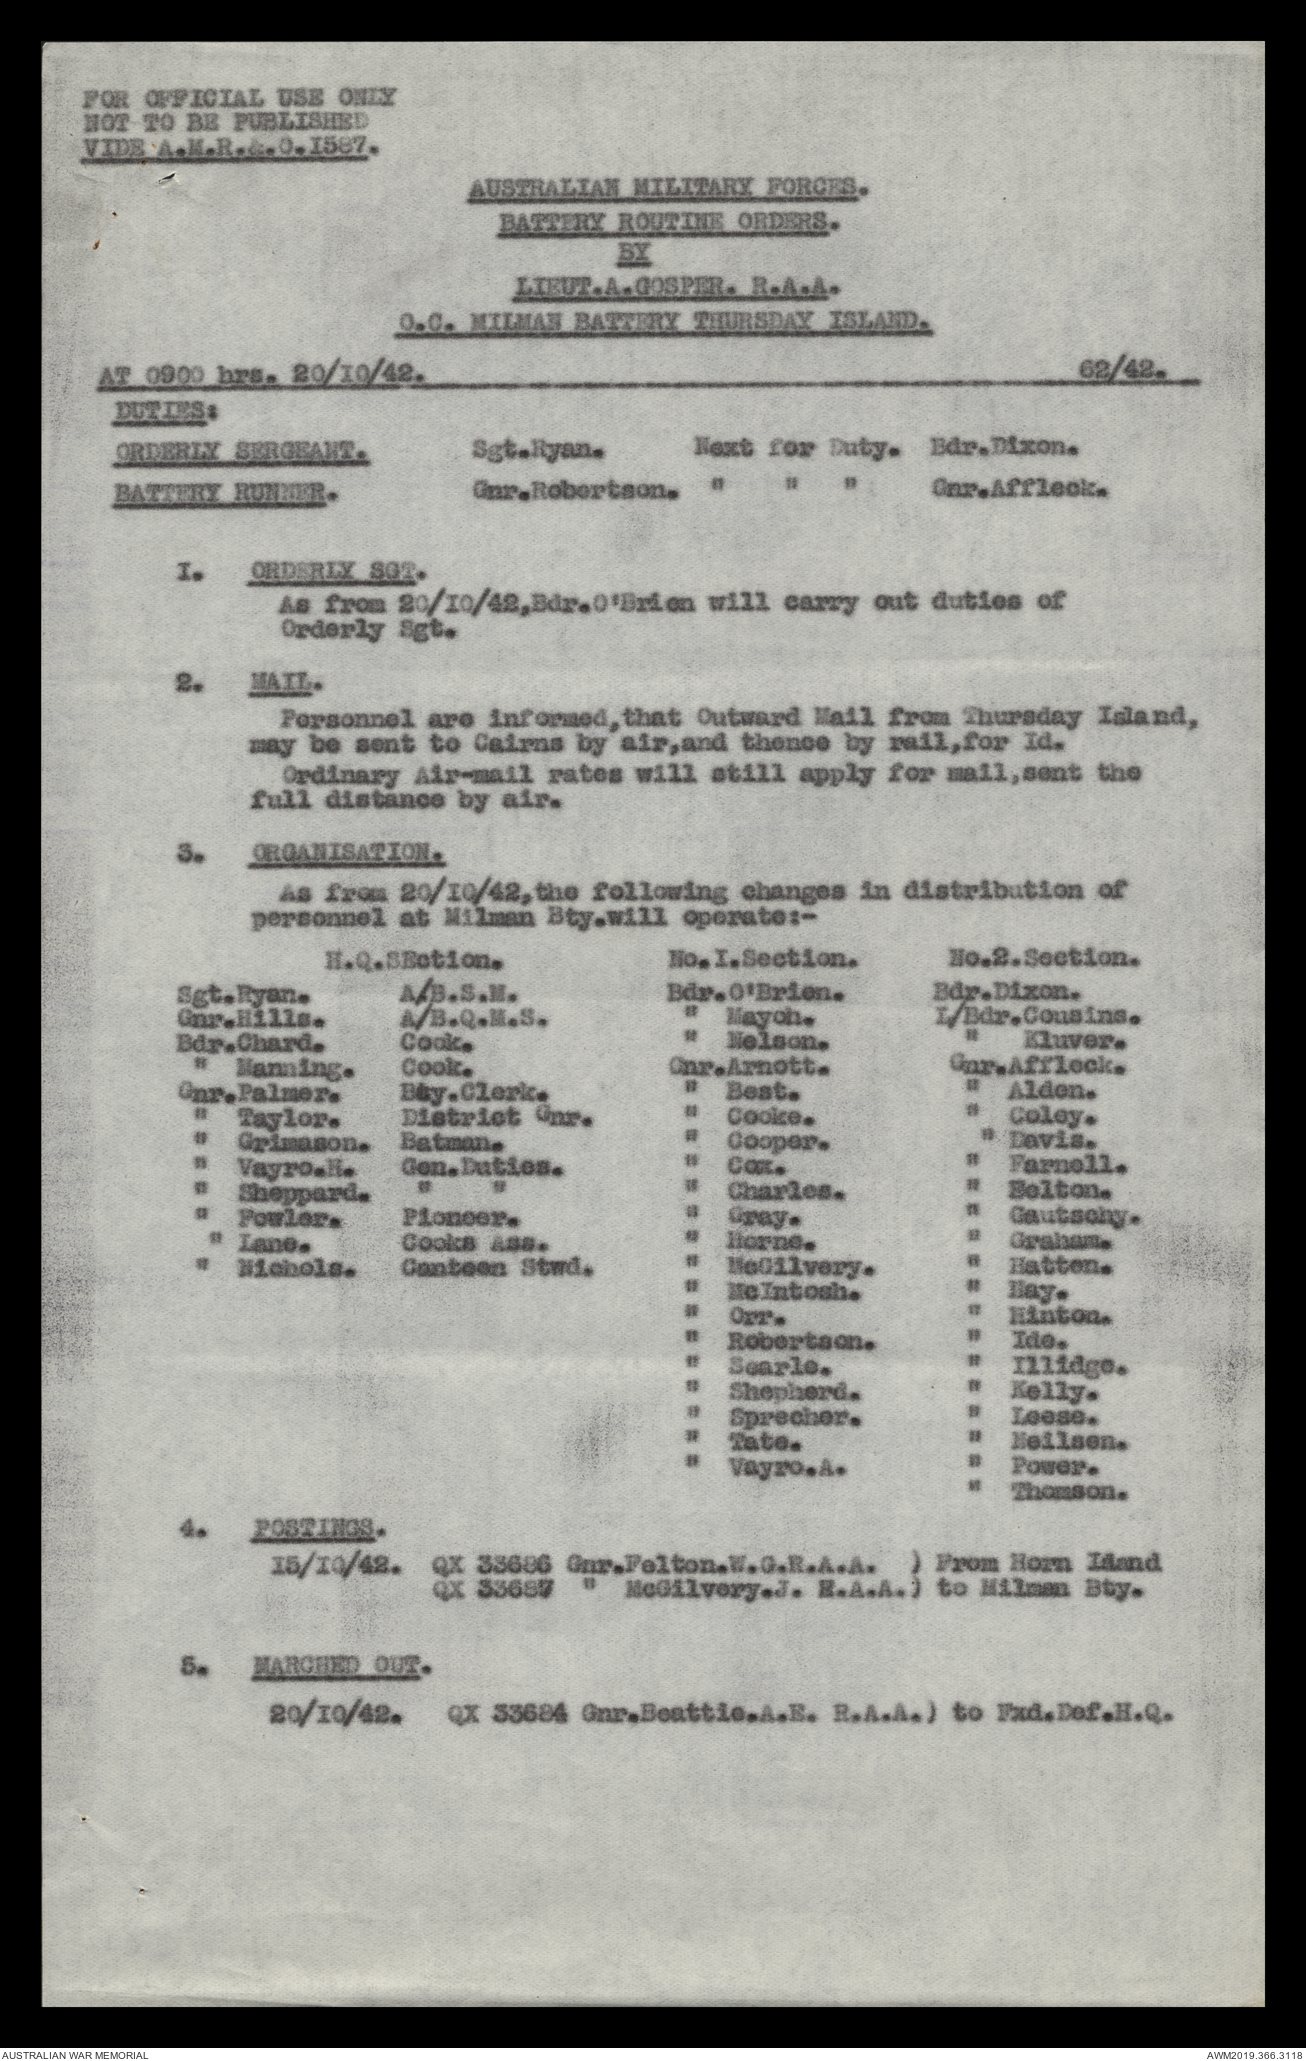 FOR OFFICIAL USE ONLY
NOT TO BE PUBLISHED
VIDE A.M.R.&.O.I587.
AUSTRALIAN MILITARY FORCES.
BATTERY ROUTINE ORDERS.
BY
LIEUT.A.GOSPER. R.A.A.
O.C. MILMAN BATTERY THURSDAY ISLAND.
AT 0900 hrs. 20/I0/42. 62/42.
DUTIES:
ORDERLY SERGEANT. Sgt.Ryan. Next for Duty. Bdr.Dixon.
BATTERY RUNNER. Gnr.Robertson. " " " Gnr.Affleck.
I. ORDERLY SGT.
As from 20/I0/42,Bdr.O'Brien will carry out duties of
Orderly Sgt.
2. MAIL.
Personnel are informed,that Outward Mail from Thursday Island,
may be sent to Cairns by air,and thence by rail,for Id.
Ordinary Air-mail rates will still apply for mail,sent the
full distance by air.
3. ORGANISATION.
As from 20/I0/42,the following changes in distribution of
personnel at Milman Bty.will operate:-
H.Q.SEction. No.I.Section. No.2.Section.
Sgt.Ryan. A/B.S.M. Bdr.O'Brien. Bdr.Dixon.
Gnr.Hills. A/B.Q.M.S. " Mayoh. L/Bdr.Cousins.
Bdr.Chard. Cook. " Nelson. " Kluver.
" Manning. Cook. Gnr.Arnott. Gnr.Affleck.
Gnr.Palmer. Bty.Clerk. " Best. " Alden.
" Taylor. District Gnr. " Cooke. " Coley.
" Grimason. Batman. " Cooper. " Davis.
" Vayro.H. Gen.Duties. " Cox. " Farnell.
" Sheppard. " " " Charles. " Belton.
" Fowler. Pioneer. " Gray. " Gautschy.
" Lane. Cooks Ass. " Horne. " Graham.
" Nichols. Canteen Stwd. " McGilvery. " Hatten.
" McIntosh. " Hay.
" Orr. " Hinton.
" Robertson. " Ide.
" Searle. " Illidge.
" Shepherd. " Kelly.
" Sprecher. " Leese.
" Tate. " Neilsen.
" Vayro.A. " Power.
" Thomson.
4. POSTINGS.
I5/I0/42. QX 33686 Gnr.Felton.W.G.R.A.A. ) From Horn Island
QX 33687 " McGilvery.J. R.A.A.) to Milman Bty.
5. MARCHED OUT.
20/I0/42. QX 33684 Gnr.Beattie.A.E. R.A.A.) to Fxd.Def.H.Q.
AUSTRALIAN WAR MEMORIAL AWM2019.366.3118